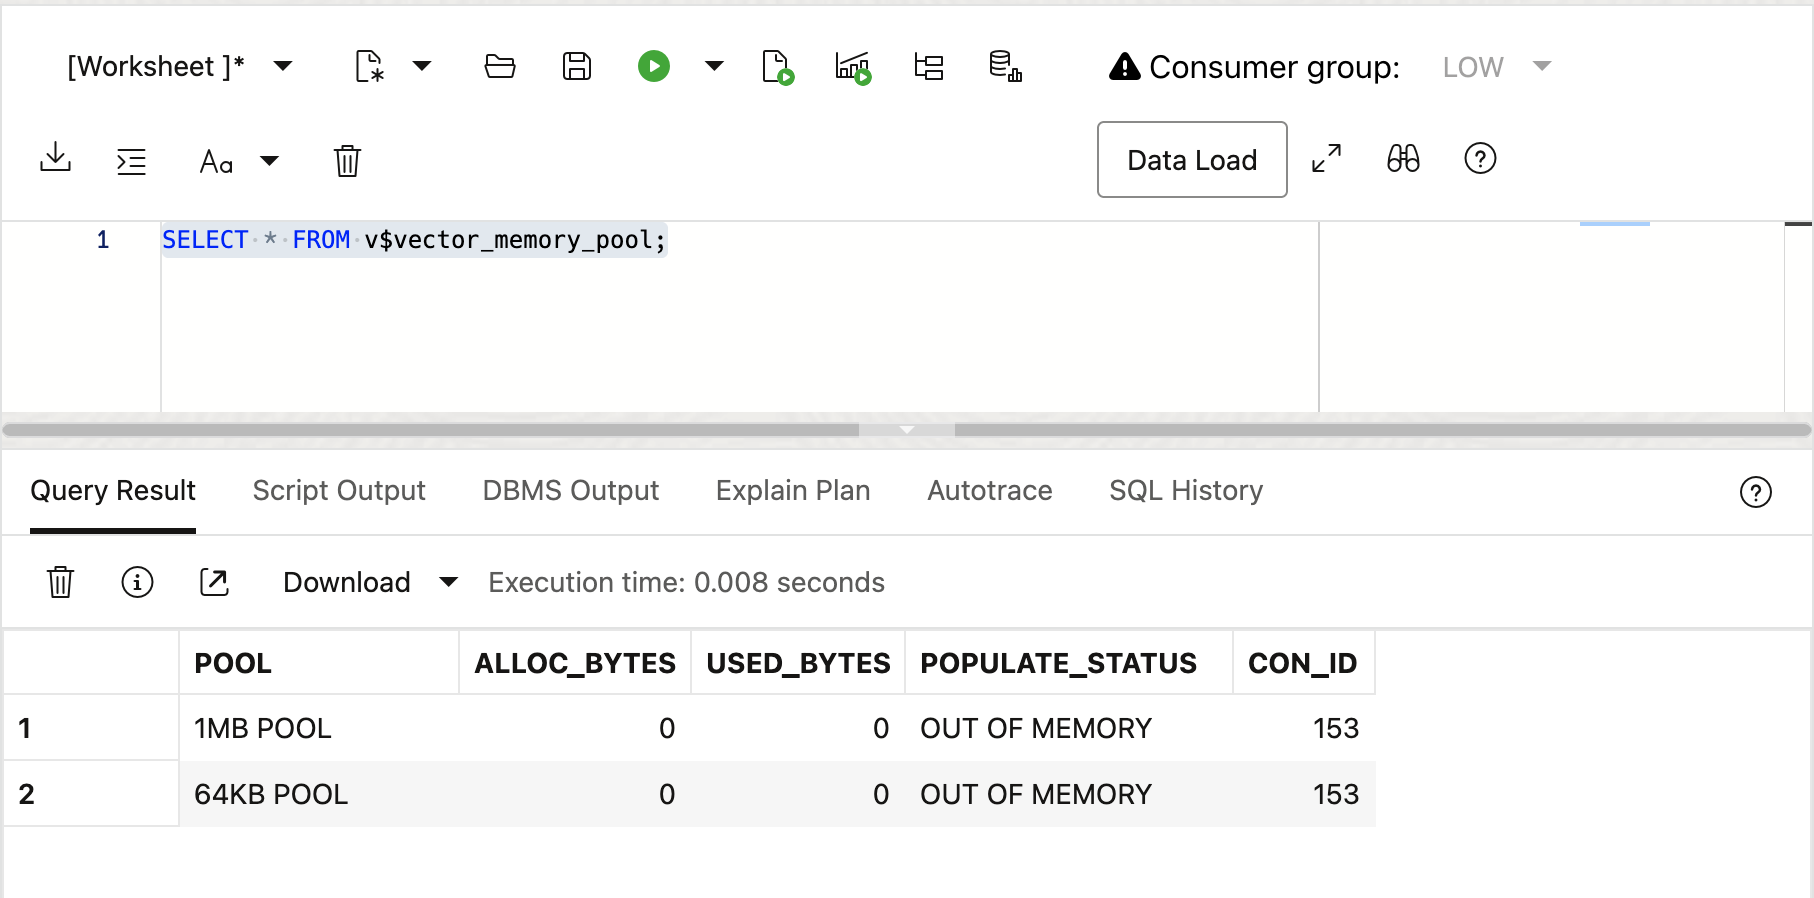 [Worksheet ]* Consumer group: LOW
Aa Data Load
1 SELECT * FROM v$vector_memory_pool;
Query Result Script Output DBMS Output Explain Plan Autotrace SQL History
Download Execution time: 0.008 seconds
POOL ALLOC_BYTES USED_BYTES POPULATE_STATUS CON_ID
1 1MB POOL 0 0 OUT OF MEMORY 153
2 64KB POOL 0 0 OUT OF MEMORY 153